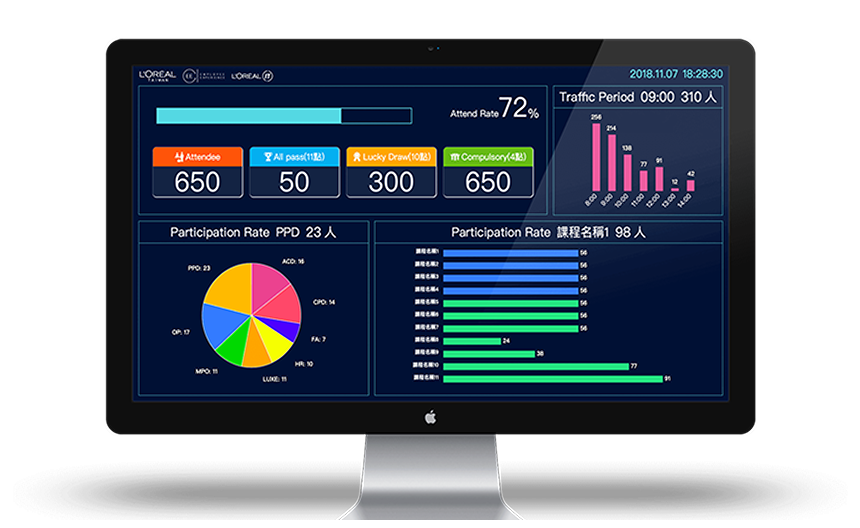 L'ORÉAL
TAIWAN
EE
EMPLOYEE
EXPERIENCE
L'ORÉAL IT
2018.11.07 18:28:30
Attend Rate 72%
Attendee
650
All pass(11點)
50
Lucky Draw(10點)
300
Compulsory(4點)
650
Traffic Period 09:00 310 人
256
214
138
77
91
12
42
8:00
9:00
10:00
11:00
12:00
13:00
14:00
Participation Rate PPD 23 人
PPD: 23
ACD: 16
CPD: 14
FA: 7
HR: 10
LUXE: 11
MPO: 11
OP: 17
Participation Rate 課程名稱1 98 人
課程名稱1 56
課程名稱2 56
課程名稱3 56
課程名稱4 56
課程名稱5 56
課程名稱6 56
課程名稱7 56
課程名稱8 24
課程名稱9 38
課程名稱10 77
課程名稱11 91